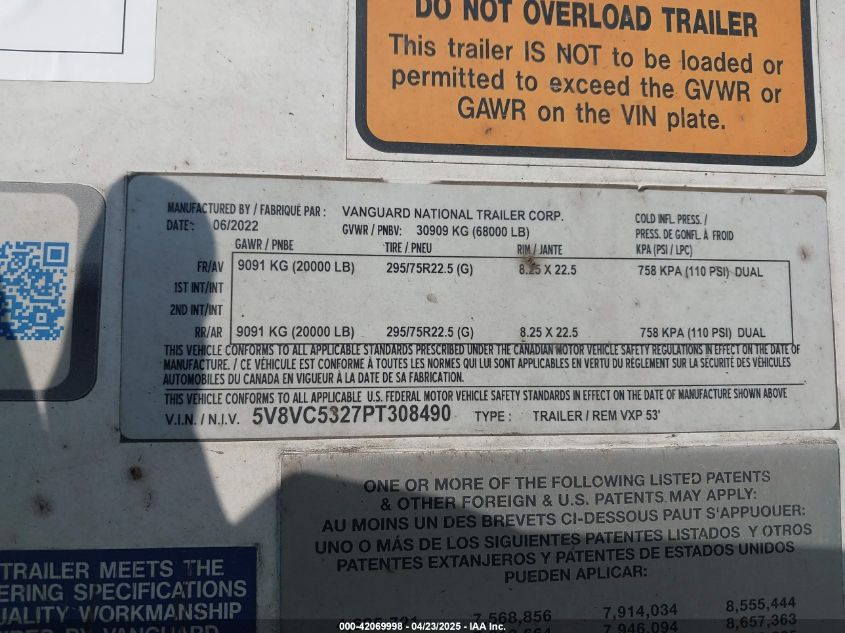 DO NOT OVERLOAD TRAILER
This trailer IS NOT to be loaded or
permitted to exceed the GVWR or
GAWR on the VIN plate.
MANUFACTURED BY / FABRIQUÉ PAR : VANGUARD NATIONAL TRAILER CORP.
DATE: 06/2022 GVWR / PNBV: 30909 KG (68000 LB)
COLD INFL. PRESS. /
PRESS. DE GONFL. À FROID
GAWR / PNBE TIRE / PNEU RIM / JANTE KPA (PSI / LPC)
FR/AV 9091 KG (20000 LB) 295/75R22.5 (G) 8.25 X 22.5 758 KPA (110 PSI) DUAL
1ST INT/INT
2ND INT/INT
RR/AR 9091 KG (20000 LB) 295/75R22.5 (G) 8.25 X 22.5 758 KPA (110 PSI) DUAL
THIS VEHICLE CONFORMS TO ALL APPLICABLE STANDARDS PRESCRIBED UNDER THE CANADIAN MOTOR VEHICLE SAFETY REGULATIONS IN EFFECT ON THE DATE OF
MANUFACTURE. / CE VÉHICULE EST CONFORME À TOUTES LES NORMES QUI LUI SONT APPLICABLES EN VERTU DU RÈGLEMENT SUR LA SÉCURITÉ DES VÉHICULES
AUTOMOBILES DU CANADA EN VIGUEUR À LA DATE DE SA FABRICATION.
THIS VEHICLE CONFORMS TO ALL APPLICABLE U.S. FEDERAL MOTOR VEHICLE SAFETY STANDARDS IN EFFECT ON THE DATE OF MANUFACTURE SHOWN ABOVE
V.I.N. / N.I.V. 5V8VC5327PT308490 TYPE : TRAILER / REM VXP 53'
ONE OR MORE OF THE FOLLOWING LISTED PATENTS
& OTHER FOREIGN & U.S. PATENTS MAY APPLY:
AU MOINS UN DES BREVETS CI-DESSOUS PAUT S'APPUOUER:
UNO O MÁS DE LOS SIGUIENTES PATENTES LISTADOS Y OTROS
PATENTES EXTANJEROS Y PÁTENTES DE ESTADOS UNIDOS
PUEDEN APLICAR:
7,568,856 7,914,034 8,555,444
7,946,094 8,657,363
TRAILER MEETS THE
ERING SPECIFICATIONS
UALITY WORKMANSHIP
BY VANGUARD
000-42069998 - 04/23/2025 - IAA Inc.